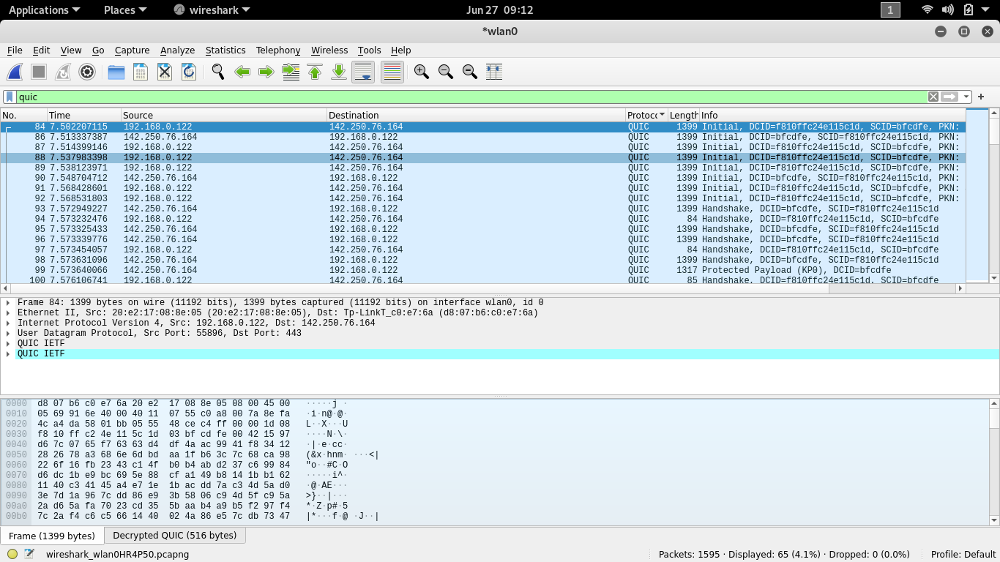 Applications Places wireshark Jun 27 09:12 1
*wlan0
File Edit View Go Capture Analyze Statistics Telephony Wireless Tools Help
quic
No. Time Source Destination Protoc Length Info
84 7.502207115 192.168.0.122 142.250.76.164 QUIC 1399 Initial, DCID=f810ffc24e115c1d, SCID=bfcdfe, PKN:
86 7.513337387 142.250.76.164 192.168.0.122 QUIC 1399 Initial, DCID=bfcdfe, SCID=f810ffc24e115c1d, PKN:
87 7.514399146 192.168.0.122 142.250.76.164 QUIC 1399 Initial, DCID=f810ffc24e115c1d, SCID=bfcdfe, PKN:
88 7.537983398 192.168.0.122 142.250.76.164 QUIC 1399 Initial, DCID=f810ffc24e115c1d, SCID=bfcdfe, PKN:
89 7.538123971 192.168.0.122 142.250.76.164 QUIC 1399 Initial, DCID=f810ffc24e115c1d, SCID=bfcdfe, PKN:
90 7.548704712 142.250.76.164 192.168.0.122 QUIC 1399 Initial, DCID=bfcdfe, SCID=f810ffc24e115c1d, PKN:
91 7.568428601 192.168.0.122 142.250.76.164 QUIC 1399 Initial, DCID=f810ffc24e115c1d, SCID=bfcdfe, PKN:
92 7.568531803 192.168.0.122 142.250.76.164 QUIC 1399 Initial, DCID=f810ffc24e115c1d, SCID=bfcdfe, PKN:
93 7.572949227 142.250.76.164 192.168.0.122 QUIC 1399 Handshake, DCID=bfcdfe, SCID=f810ffc24e115c1d
94 7.573232476 192.168.0.122 142.250.76.164 QUIC 84 Handshake, DCID=f810ffc24e115c1d, SCID=bfcdfe
95 7.573325433 142.250.76.164 192.168.0.122 QUIC 1399 Handshake, DCID=bfcdfe, SCID=f810ffc24e115c1d
96 7.573339776 142.250.76.164 192.168.0.122 QUIC 1399 Handshake, DCID=bfcdfe, SCID=f810ffc24e115c1d
97 7.573454057 192.168.0.122 142.250.76.164 QUIC 84 Handshake, DCID=f810ffc24e115c1d, SCID=bfcdfe
98 7.573631096 142.250.76.164 192.168.0.122 QUIC 1399 Handshake, DCID=bfcdfe, SCID=f810ffc24e115c1d
99 7.573640066 142.250.76.164 192.168.0.122 QUIC 1317 Protected Payload (KP0), DCID=bfcdfe
100 7.576106741 192.168.0.122 142.250.76.164 QUIC 85 Handshake, DCID=f810ffc24e115c1d, SCID=bfcdfe
Frame 84: 1399 bytes on wire (11192 bits), 1399 bytes captured (11192 bits) on interface wlan0, id 0
Ethernet II, Src: 20:e2:17:08:8e:05 (20:e2:17:08:8e:05), Dst: Tp-LinkT_c0:e7:6a (d8:07:b6:c0:e7:6a)
Internet Protocol Version 4, Src: 192.168.0.122, Dst: 142.250.76.164
User Datagram Protocol, Src Port: 55896, Dst Port: 443
QUIC IETF
QUIC IETF
0000 d8 07 b6 c0 e7 6a 20 e2 17 08 8e 05 08 00 45 00 ·····j ·
0010 05 69 91 6e 40 00 40 11 07 55 c0 a8 00 7a 8e fa ·i·n@·@·
0020 4c a4 da 58 01 bb 05 55 48 ce c4 ff 00 00 1d 08 L··X···U
0030 f8 10 ff c2 4e 11 5c 1d 03 bf cd fe 00 42 15 97 ····N·\·
0040 d6 7c 07 65 f7 63 63 d4 df 4a ac 99 41 f8 34 12 ·|·e·cc·
0050 28 26 78 a3 68 6e 6d bd aa 1f b6 3c 7c 68 ca 98 (&x·hnm· ···<|
0060 22 6f 16 fb 23 43 c1 4f b0 b4 ab d2 37 c6 99 84 "o··#C·O
0070 d6 dc 1b e9 bc 69 5e 88 cf a1 49 b8 14 1b b1 62 ·····i^·
0080 11 40 c3 41 45 a4 e7 1e 1b ac dd 7a c3 4d 5a d0 ·@·AE···
0090 3e 7d 1a 96 7c dd 86 e9 3b 58 06 c9 4d 5f c9 5a >}··|···
00a0 2a d6 5a fa 70 23 cd 35 5b aa b4 a9 b5 f2 97 f4 *·Z·p#·5
00b0 7c 2a f4 c6 c5 66 14 40 02 4a 86 e5 7c db 73 47 |*···f·@ ·J··|
Frame (1399 bytes) Decrypted QUIC (516 bytes)
wireshark_wlan0HR4P50.pcapng Packets: 1595 · Displayed: 65 (4.1%) · Dropped: 0 (0.0%) Profile: Default